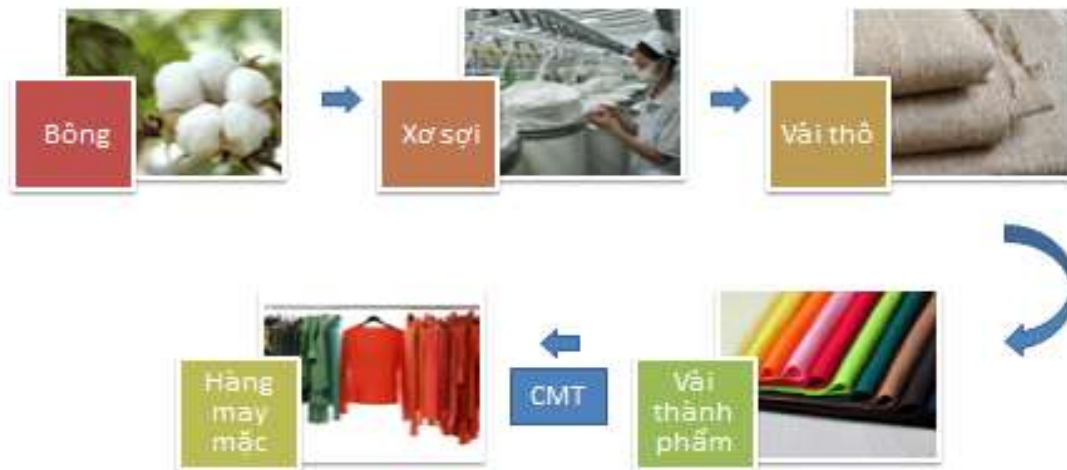 Bông
Xơ sợi
Vải thô
Hàng
may
mặc
CMT
Vải
thành
phẩm